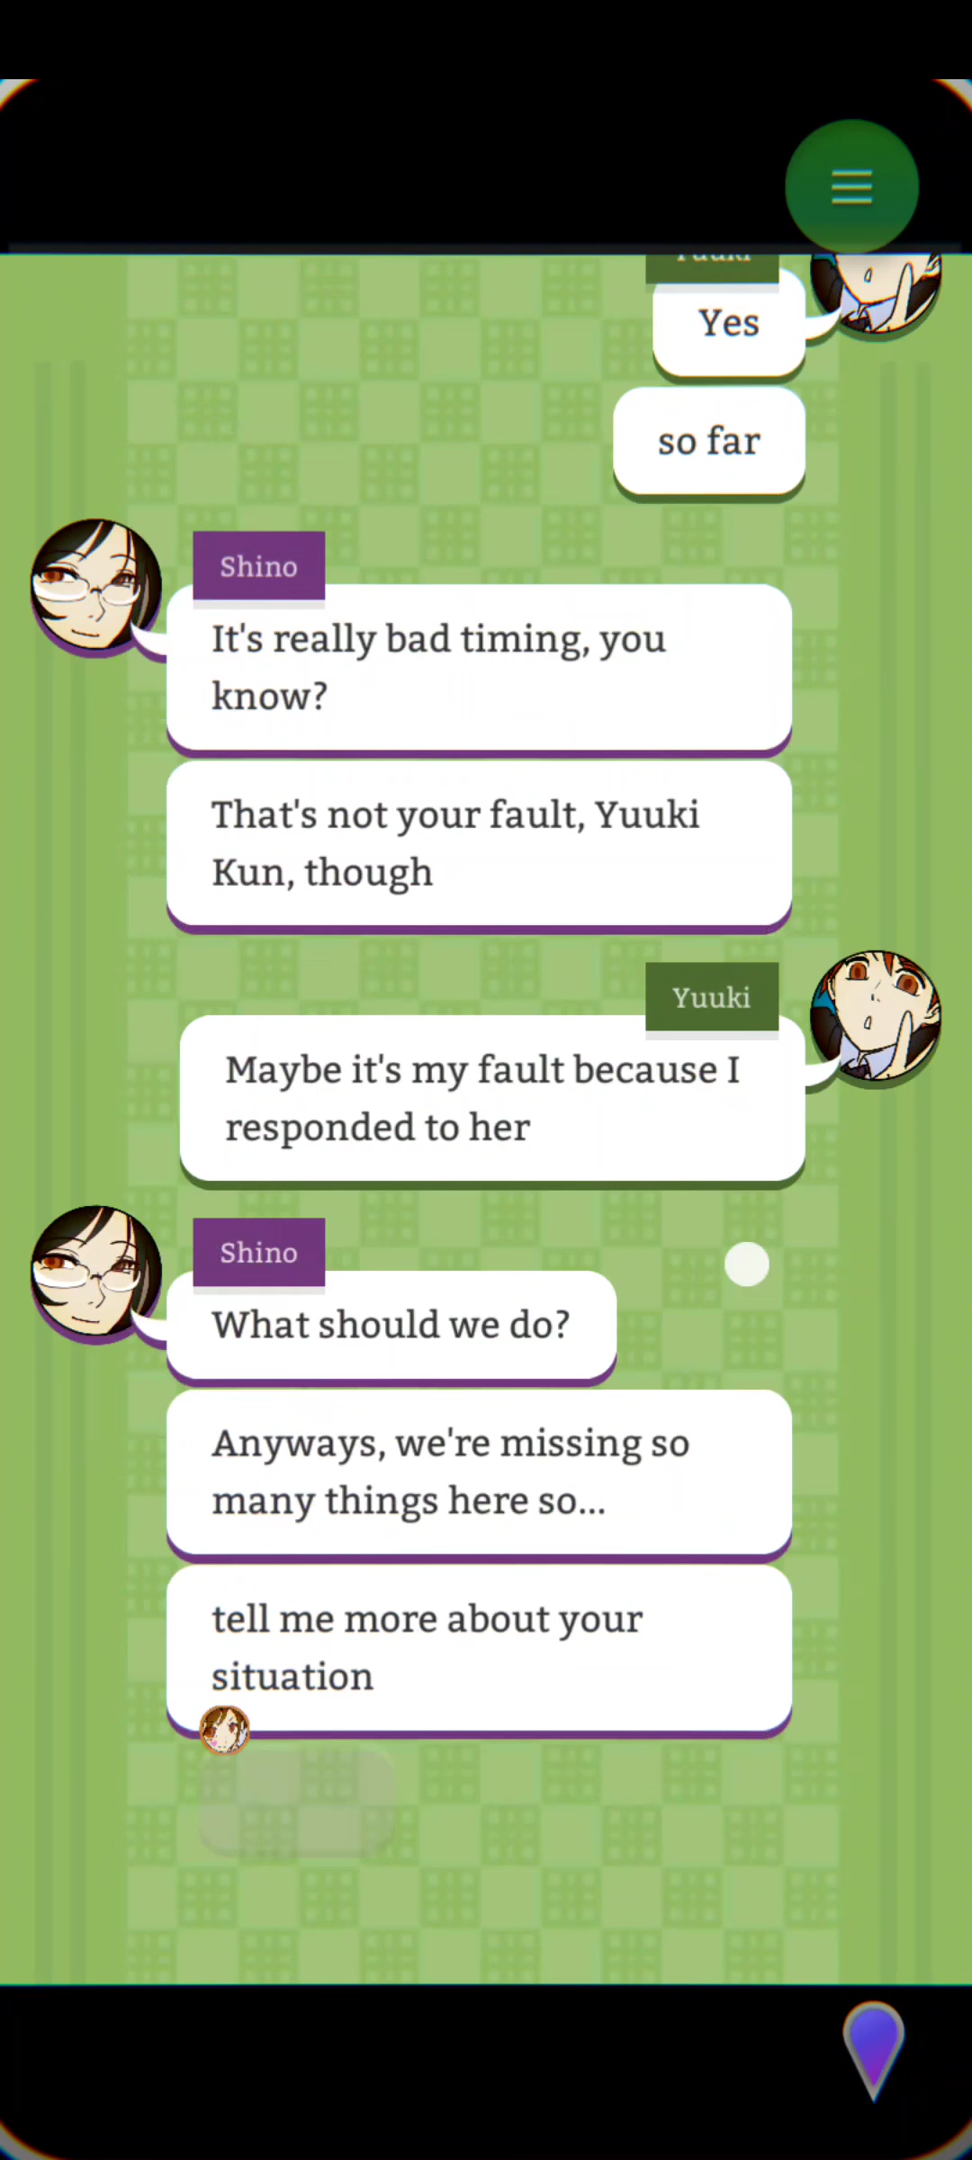 Yuuki
Yes
so far
Shino
It's really bad timing, you
know?
That's not your fault, Yuuki
Kun, though
Yuuki
Maybe it's my fault because I
responded to her
Shino
What should we do?
Anyways, we're missing so
many things here so...
tell me more about your
situation